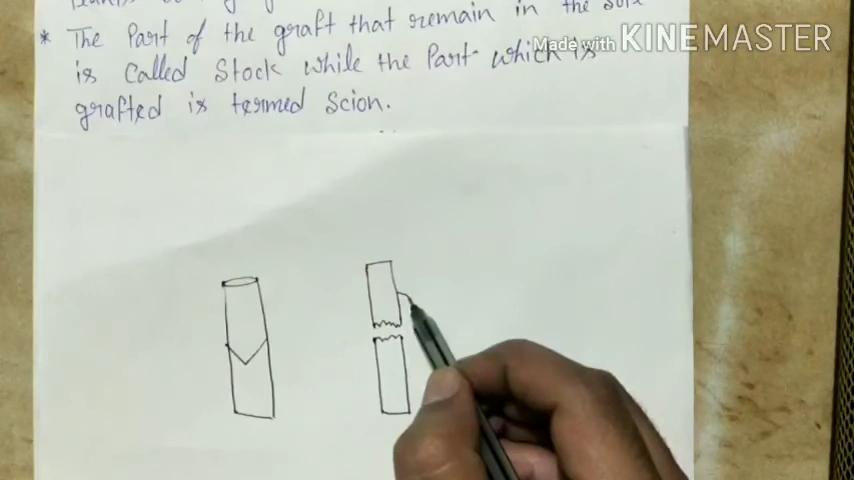 * The Part of the graft that remain in the
is Called Stock while the Part which is
grafted is termed Scion.
Made with KINEMASTER